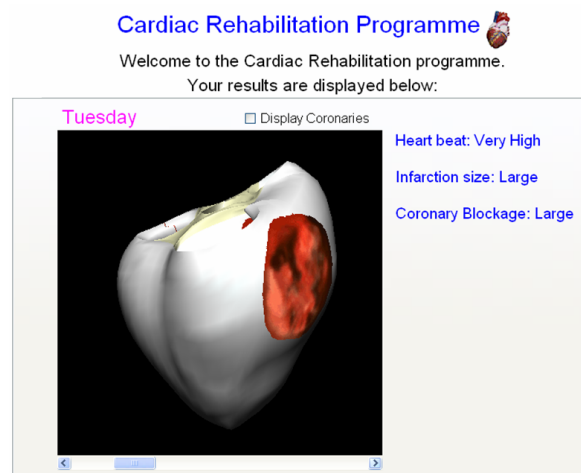 Cardiac Rehabilitation Programme
Welcome to the Cardiac Rehabilitation programme.
Your results are displayed below:
Tuesday
Display Coronaries
Heart beat: Very High
Infarction size: Large
Coronary Blockage: Large